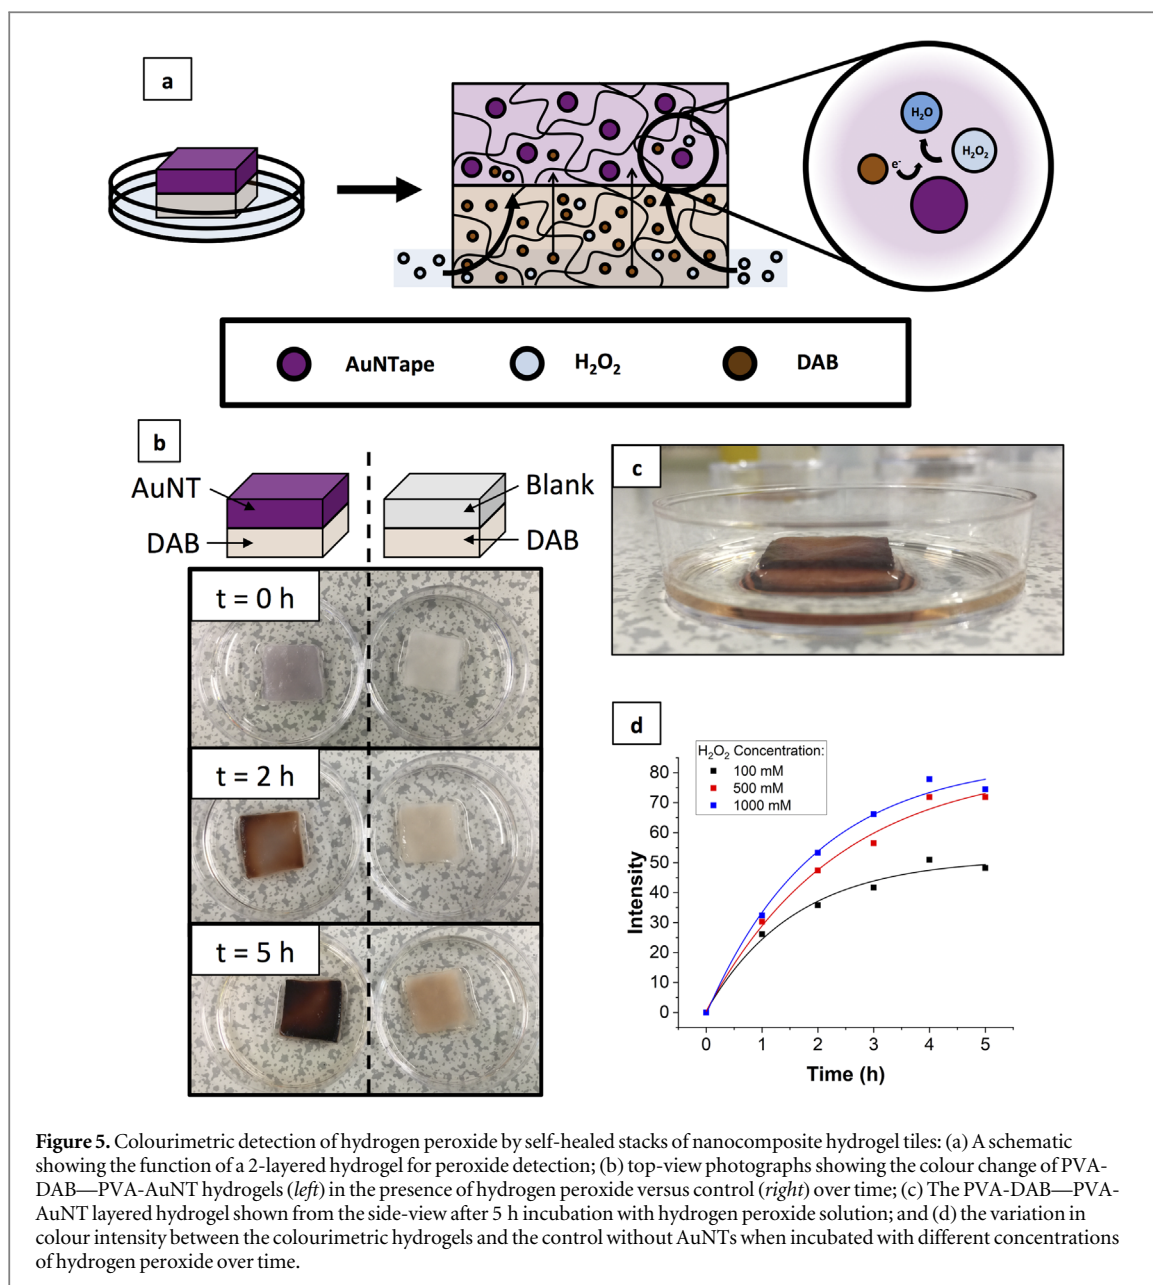 a
H₂O
H₂O₂
e⁻
AuNTape
H₂O₂
DAB
b
AuNT
DAB
Blank
DAB
t = 0 h
t = 2 h
t = 5 h
c
d
H₂O₂ Concentration:
100 mM
500 mM
1000 mM
80
70
60
50
40
30
20
10
0
Intensity
0 1 2 3 4 5
Time (h)
Figure 5. Colourimetric detection of hydrogen peroxide by self-healed stacks of nanocomposite hydrogel tiles: (a) A schematic
showing the function of a 2-layered hydrogel for peroxide detection; (b) top-view photographs showing the colour change of PVA-
DAB—PVA-AuNT hydrogels (left) in the presence of hydrogen peroxide versus control (right) over time; (c) The PVA-DAB—PVA-
AuNT layered hydrogel shown from the side-view after 5 h incubation with hydrogen peroxide solution; and (d) the variation in
colour intensity between the colourimetric hydrogels and the control without AuNTs when incubated with different concentrations
of hydrogen peroxide over time.